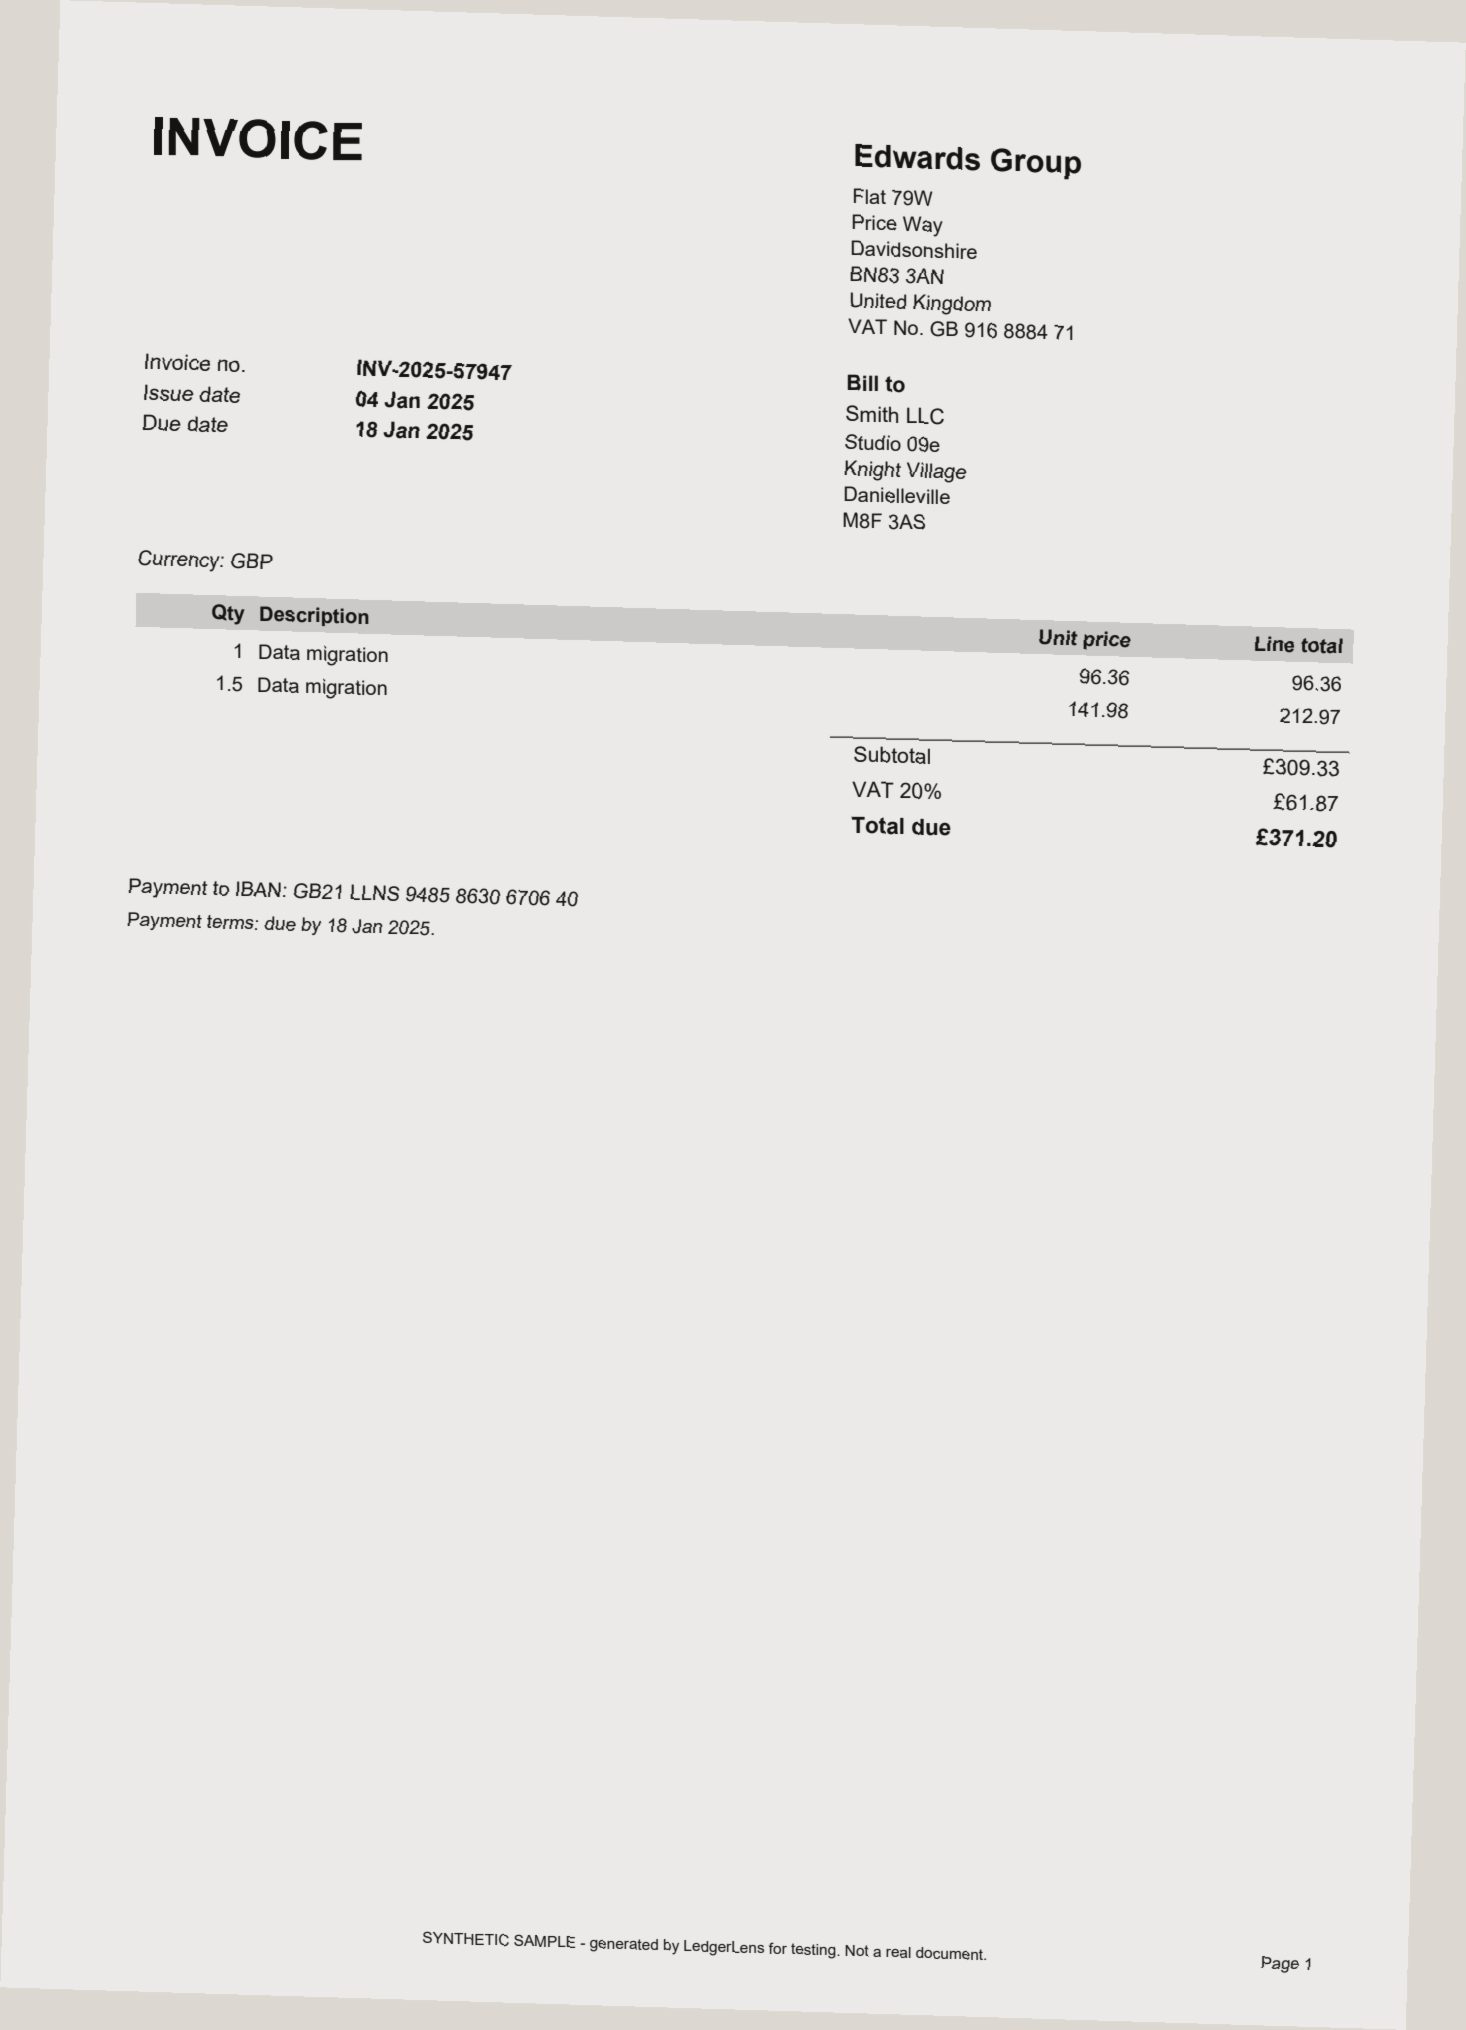 INVOICE
Edwards Group
Flat 79W
Price Way
Davidsonshire
BN83 3AN
United Kingdom
VAT No. GB 916 8884 71
Invoice no. INV-2025-57947
Issue date 04 Jan 2025
Due date 18 Jan 2025
Bill to
Smith LLC
Studio 09e
Knight Village
Danielleville
M8F 3AS
Currency: GBP
Qty Description Unit price Line total
1 Data migration 96.36 96.36
1.5 Data migration 141.98 212.97
Subtotal £309.33
VAT 20% £61.87
Total due £371.20
Payment to IBAN: GB21 LLNS 9485 8630 6706 40
Payment terms: due by 18 Jan 2025.
SYNTHETIC SAMPLE - generated by LedgerLens for testing. Not a real document.
Page 1